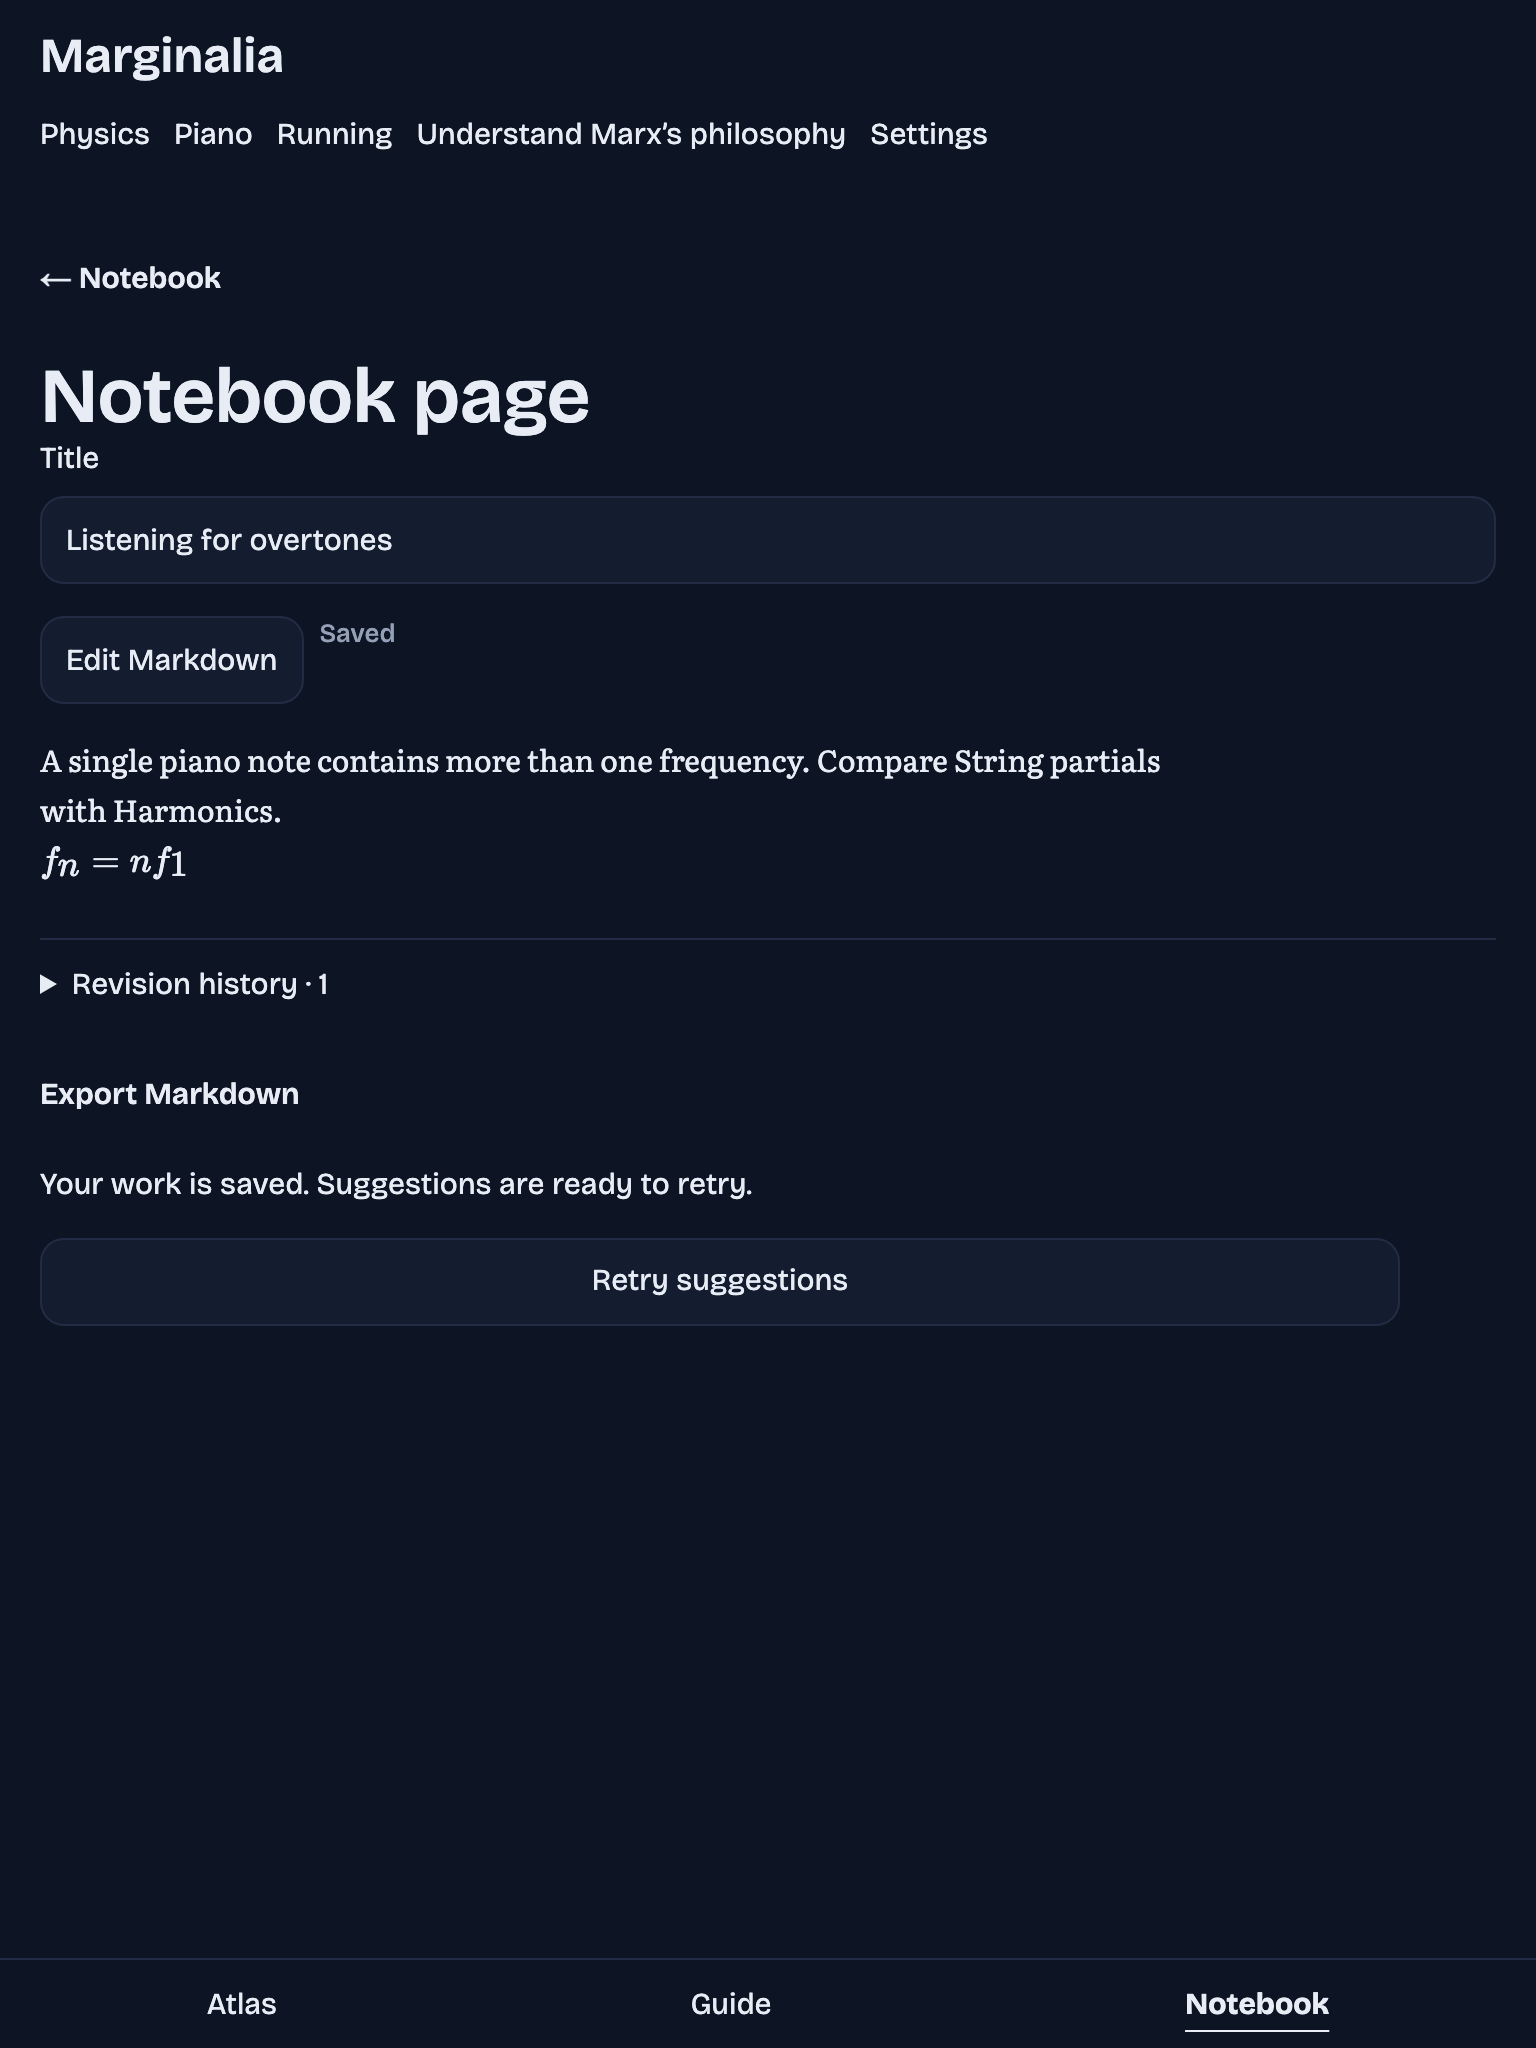 Marginalia
Physics Piano Running Understand Marx’s philosophy Settings
← Notebook
Notebook page
Title
Listening for overtones
Edit Markdown Saved
A single piano note contains more than one frequency. Compare String partials
with Harmonics.
fn = nf1
▶ Revision history · 1
Export Markdown
Your work is saved. Suggestions are ready to retry.
Retry suggestions
Atlas Guide Notebook